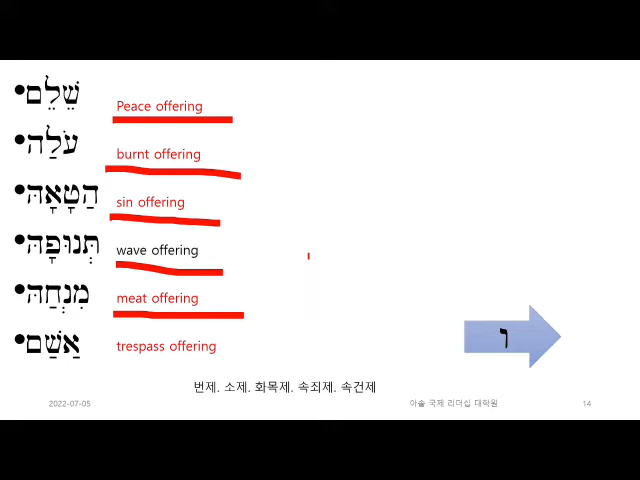 •שֵׁלֵם Peace offering
•עֹלַה burnt offering
•הַטָאָהּ sin offering
•תְּנוּפָהּ wave offering
•מִנְחַהּ meat offering
•אַשַׁם trespass offering
ו
번제. 소제. 화목제. 속죄제. 속건제
2022-07-05 아솔 국제 리더십 대학원 14